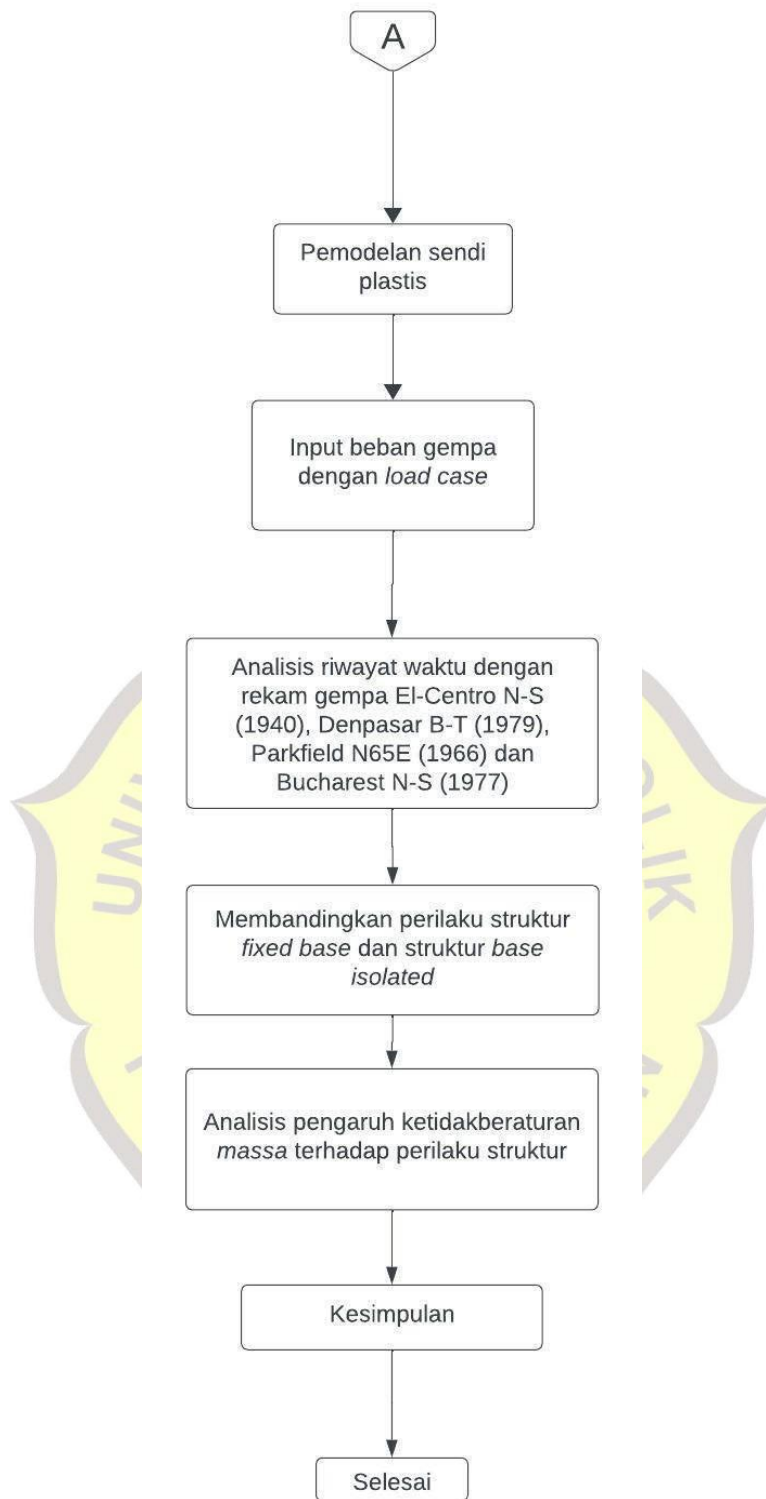 A
Pemodelan sendi
plastis
Input beban gempa
dengan load case
Analisis riwayat waktu dengan
rekam gempa El-Centro N-S
(1940), Denpasar B-T (1979),
Parkfield N65E (1966) dan
Bucharest N-S (1977)
Membandingkan perilaku struktur
fixed base dan struktur base
isolated
Analisis pengaruh ketidakberaturan
massa terhadap perilaku struktur
Kesimpulan
Selesai